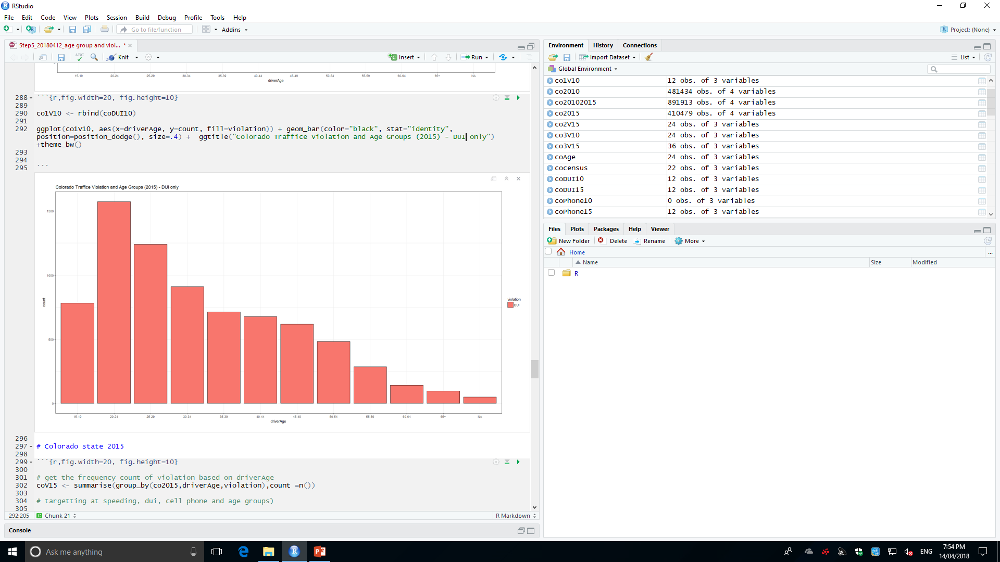 RStudio
File Edit Code View Plots Session Build Debug Profile Tools Help
Go to file/function Addins Project: (None)
Step5_20180412_age group and viol... *
ABC Knit Insert Run
15-19 20-24 25-29 30-34 35-39 40-44 45-49 50-54 55-59 60-64 65+ NA
driverAge
288 ```{r,fig.width=20, fig.height=10}
289
290 co1V10 <- rbind(coDUI10)
291
292 ggplot(co1V10, aes(x=driverAge, y=count, fill=violation)) + geom_bar(color="black", stat="identity",
position=position_dodge(), size=.4) +  ggtitle("Colorado Traffice Violation and Age Groups (2015) - DUI only")
+theme_bw()
293
294
295 ```
Colorado Traffice Violation and Age Groups (2015) - DUI only
1500
1000
count
500
0
violation
DUI
15-19 20-24 25-29 30-34 35-39 40-44 45-49 50-54 55-59 60-64 65+ NA
driverAge
296
297 # Colorado state 2015
298
299 ```{r,fig.width=20, fig.height=10}
300
301 # get the frequency count of violation based on driverAge
302 coV15 <- summarise(group_by(co2015,driverAge,violation),count =n())
303
304 # targetting at speeding, dui, cell phone and age groups)
305
292:205 C Chunk 21 R Markdown
Console
Environment History Connections
Import Dataset List
Global Environment
co1V10 12 obs. of 3 variables
co2010 481434 obs. of 4 variables
co20102015 891913 obs. of 4 variables
co2015 410479 obs. of 4 variables
co2V15 24 obs. of 3 variables
co3V10 24 obs. of 3 variables
co3V15 36 obs. of 3 variables
coAge 24 obs. of 3 variables
cocensus 22 obs. of 3 variables
coDUI10 12 obs. of 3 variables
coDUI15 12 obs. of 3 variables
coPhone10 0 obs. of 3 variables
coPhone15 12 obs. of 3 variables
Files Plots Packages Help Viewer
New Folder Delete Rename More
Home ...
Name Size Modified
R
Ask me anything
ENG
7:54 PM
14/04/2018